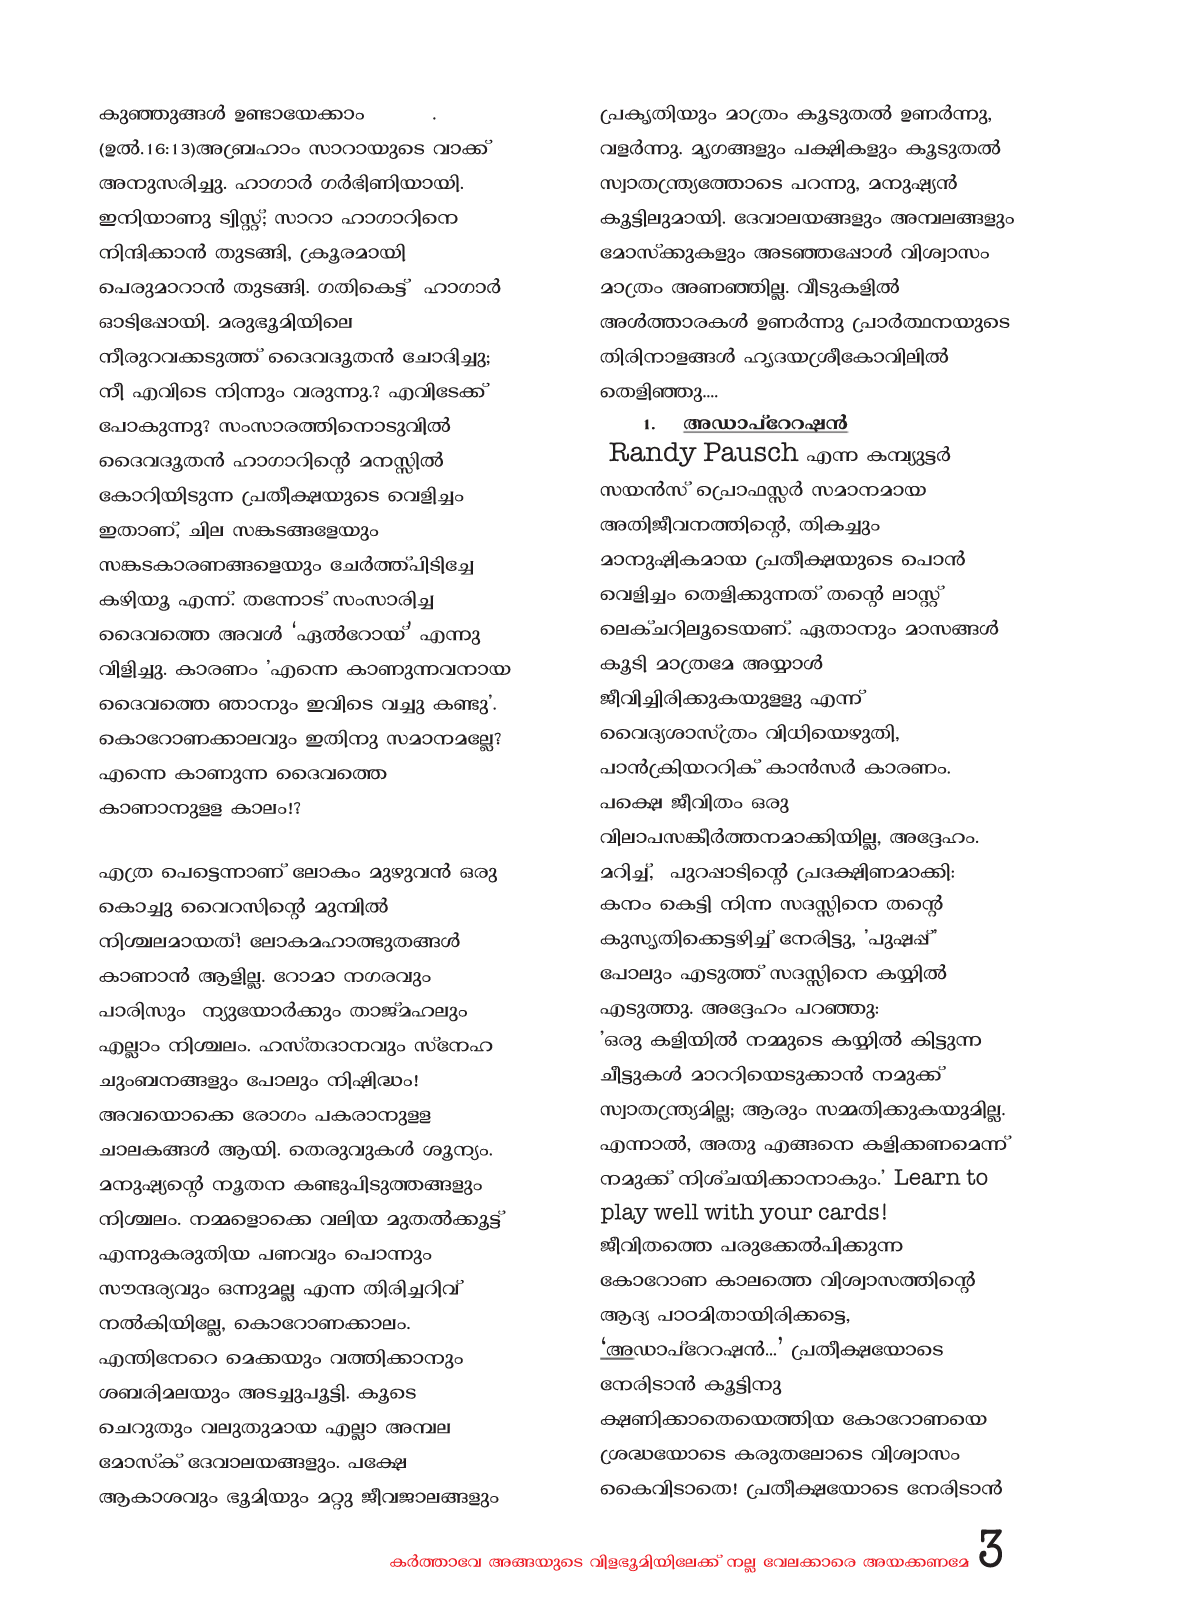 കുഞ്ഞുങ്ങൾ ഉണ്ടായേക്കാം .
(ഉൽ.16:13)അബ്രഹാം സാറായുടെ വാക്ക്
അനുസരിച്ചു. ഹാഗാർ ഗർഭിണിയായി.
ഇനിയാണു ട്വിസ്റ്റ്; സാറാ ഹാഗാറിനെ
നിന്ദിക്കാൻ തുടങ്ങി, ക്രൂരമായി
പെരുമാറാൻ തുടങ്ങി. ഗതികെട്ട് ഹാഗാർ
ഓടിപ്പോയി. മരുഭൂമിയിലെ
നീരുറവക്കടുത്ത് ദൈവദൂതൻ ചോദിച്ചു;
നീ എവിടെ നിന്നും വരുന്നു.? എവിടേക്ക്
പോകുന്നു? സംസാരത്തിനൊടുവിൽ
ദൈവദൂതൻ ഹാഗാറിന്റെ മനസ്സിൽ
കോറിയിടുന്ന പ്രതീക്ഷയുടെ വെളിച്ചം
ഇതാണ്, ചില സങ്കടങ്ങളേയും
സങ്കടകാരണങ്ങളെയും ചേർത്ത്പിടിച്ചേ
കഴിയൂ എന്ന്. തന്നോട് സംസാരിച്ച
ദൈവത്തെ അവൾ ‘ഏൽറോയ്’ എന്നു
വിളിച്ചു. കാരണം 'എന്നെ കാണുന്നവനായ
ദൈവത്തെ ഞാനും ഇവിടെ വച്ചു കണ്ടു'.
കൊറോണക്കാലവും ഇതിനു സമാനമല്ലേ?
എന്നെ കാണുന്ന ദൈവത്തെ
കാണാനുള്ള കാലം!?
എത്ര പെട്ടെന്നാണ് ലോകം മുഴുവൻ ഒരു
കൊച്ചു വൈറസിന്റെ മുമ്പിൽ
നിശ്ചലമായത്! ലോകമഹാത്ഭുതങ്ങൾ
കാണാൻ ആളില്ല. റോമാ നഗരവും
പാരിസും ന്യുയോർക്കും താജ്മഹലും
എല്ലാം നിശ്ചലം. ഹസ്തദാനവും സ്നേഹ
ചുംബനങ്ങളും പോലും നിഷിദ്ധം!
അവയൊക്കെ രോഗം പകരാനുള്ള
ചാലകങ്ങൾ ആയി. തെരുവുകൾ ശൂന്യം.
മനുഷ്യന്റെ നൂതന കണ്ടുപിടുത്തങ്ങളും
നിശ്ചലം. നമ്മളൊക്കെ വലിയ മുതൽക്കൂട്ട്
എന്നുകരുതിയ പണവും പൊന്നും
സൗന്ദര്യവും ഒന്നുമല്ല എന്ന തിരിച്ചറിവ്
നൽകിയില്ലേ, കൊറോണക്കാലം.
എന്തിനേറെ മെക്കയും വത്തിക്കാനും
ശബരിമലയും അടച്ചുപൂട്ടി. കൂടെ
ചെറുതും വലുതുമായ എല്ലാ അമ്പല
മോസ്ക് ദേവാലയങ്ങളും. പക്ഷേ
ആകാശവും ഭൂമിയും മറ്റു ജീവജാലങ്ങളും
പ്രകൃതിയും മാത്രം കൂടുതൽ ഉണർന്നു,
വളർന്നു. മൃഗങ്ങളും പക്ഷികളും കൂടുതൽ
സ്വാതന്ത്ര്യത്തോടെ പറന്നു, മനുഷ്യൻ
കൂട്ടിലുമായി. ദേവാലയങ്ങളും അമ്പലങ്ങളും
മോസ്ക്കുകളും അടഞ്ഞപ്പോൾ വിശ്വാസം
മാത്രം അണഞ്ഞില്ല. വീടുകളിൽ
അൾത്താരകൾ ഉണർന്നു പ്രാർത്ഥനയുടെ
തിരിനാളങ്ങൾ ഹൃദയശ്രീകോവിലിൽ
തെളിഞ്ഞു....
1. അഡാപ്റേറഷൻ
Randy Pausch എന്ന കമ്പ്യുട്ടർ
സയൻസ് പ്രൊഫസ്സർ സമാനമായ
അതിജീവനത്തിന്റെ, തികച്ചും
മാനുഷികമായ പ്രതീക്ഷയുടെ പൊൻ
വെളിച്ചം തെളിക്കുന്നത് തന്റെ ലാസ്റ്റ്
ലെക്ചറിലൂടെയണ്. ഏതാനും മാസങ്ങൾ
കൂടി മാത്രമേ അയ്യാൾ
ജീവിച്ചിരിക്കുകയുള്ളു എന്ന്
വൈദ്യശാസ്ത്രം വിധിയെഴുതി,
പാൻക്രിയററിക് കാൻസർ കാരണം.
പക്ഷെ ജീവിതം ഒരു
വിലാപസങ്കീർത്തനമാക്കിയില്ല, അദ്ദേഹം.
മറിച്ച്, പുറപ്പാടിന്റെ പ്രദക്ഷിണമാക്കി:
കനം കെട്ടി നിന്ന സദസ്സിനെ തന്റെ
കുസൃതിക്കെട്ടഴിച്ച് നേരിട്ടു, 'പുഷപ്പ്'
പോലും എടുത്ത് സദസ്സിനെ കയ്യിൽ
എടുത്തു. അദ്ദേഹം പറഞ്ഞു:
'ഒരു കളിയിൽ നമ്മുടെ കയ്യിൽ കിട്ടുന്ന
ചീട്ടുകൾ മാററിയെടുക്കാൻ നമുക്ക്
സ്വാതന്ത്ര്യമില്ല; ആരും സമ്മതിക്കുകയുമില്ല.
എന്നാൽ, അതു എങ്ങനെ കളിക്കണമെന്ന്
നമുക്ക് നിശ്ചയിക്കാനാകും.' Learn to
play well with your cards!
ജീവിതത്തെ പരുക്കേൽപിക്കുന്ന
കോറോണ കാലത്തെ വിശ്വാസത്തിന്റെ
ആദ്യ പാഠമിതായിരിക്കട്ടെ,
‘അഡാപ്റേറഷൻ...’ പ്രതീക്ഷയോടെ
നേരിടാൻ കൂട്ടിനു
ക്ഷണിക്കാതെയെത്തിയ കോറോണയെ
ശ്രദ്ധയോടെ കരുതലോടെ വിശ്വാസം
കൈവിടാതെ! പ്രതീക്ഷയോടെ നേരിടാൻ
കർത്താവേ അങ്ങയുടെ വിളഭൂമിയിലേക്ക് നല്ല വേലക്കാരെ അയക്കണമേ 3